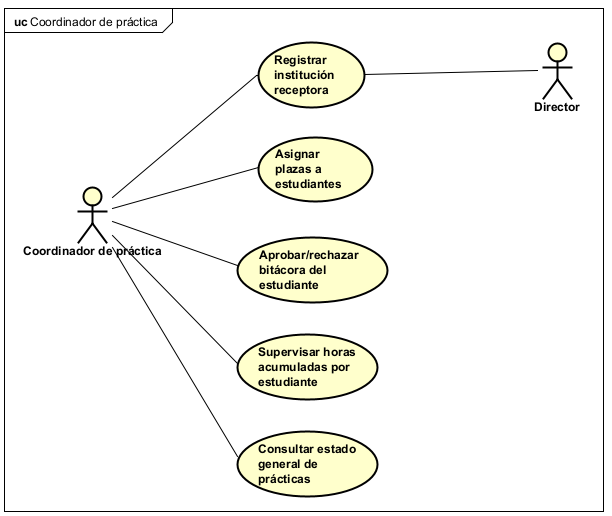 uc Coordinador de práctica
Registrar
institución
receptora
Director
Asignar
plazas a
estudiantes
Coordinador de práctica
Aprobar/rechazar
bitácora del
estudiante
Supervisar horas
acumuladas por
estudiante
Consultar estado
general de
prácticas